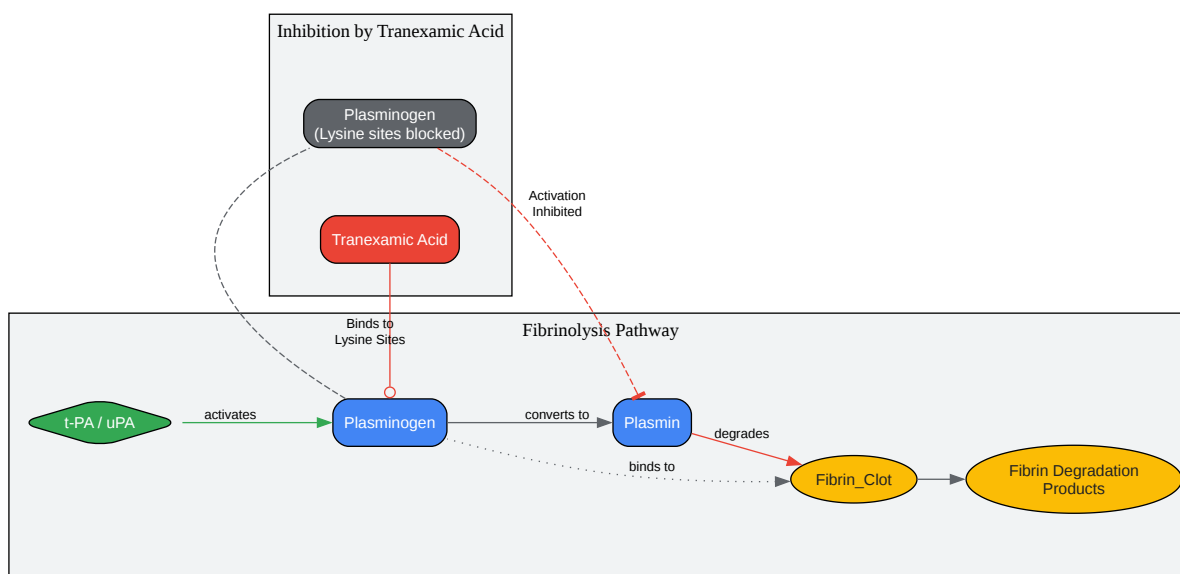 Inhibition by Tranexamic Acid
Plasminogen
(Lysine sites blocked)
Activation
Inhibited
Tranexamic Acid
Binds to
Lysine Sites
Fibrinolysis Pathway
t-PA / uPA
activates
Plasminogen
converts to
Plasmin
degrades
binds to
Fibrin_Clot
Fibrin Degradation
Products